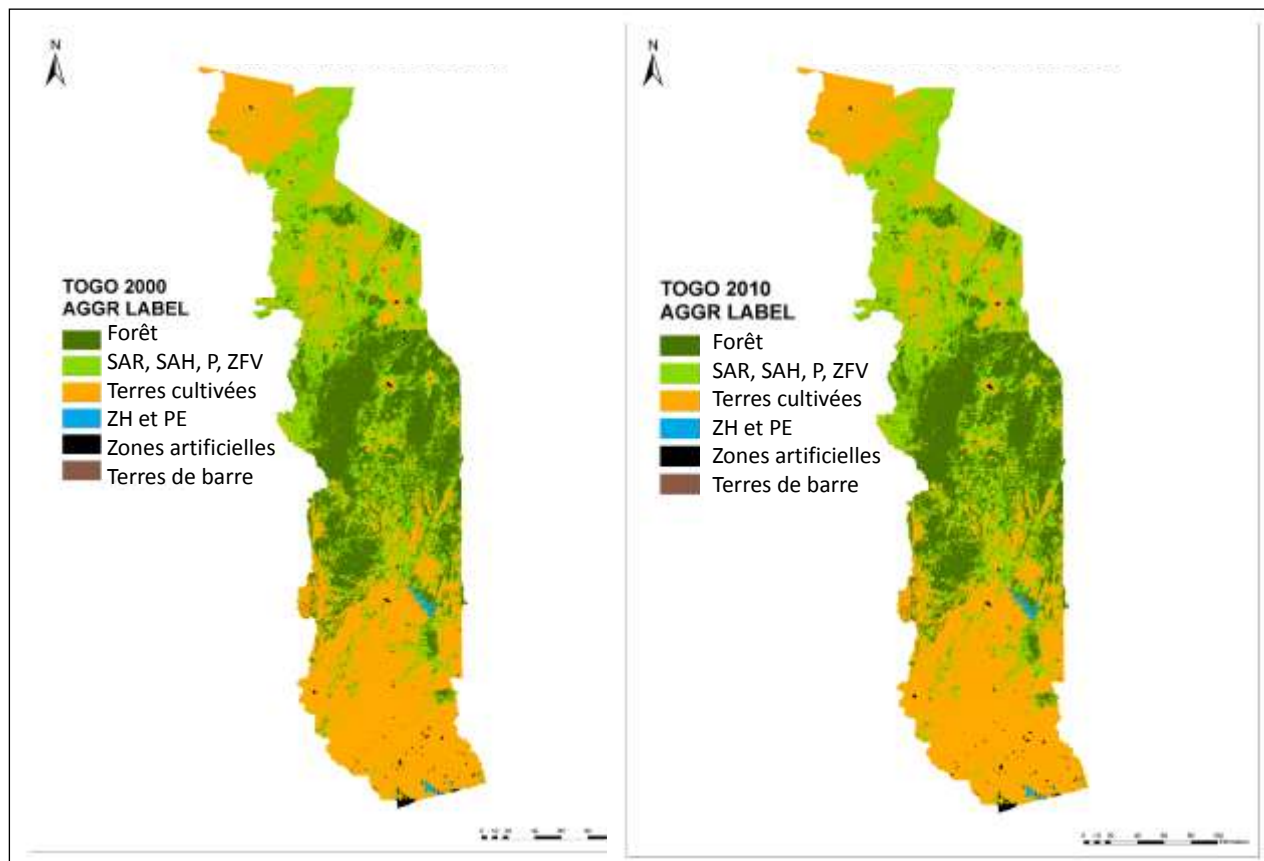 N
TOGO 2000
AGGR LABEL
Forêt
SAR, SAH, P, ZFV
Terres cultivées
ZH et PE
Zones artificielles
Terres de barre
N
TOGO 2010
AGGR LABEL
Forêt
SAR, SAH, P, ZFV
Terres cultivées
ZH et PE
Zones artificielles
Terres de barre